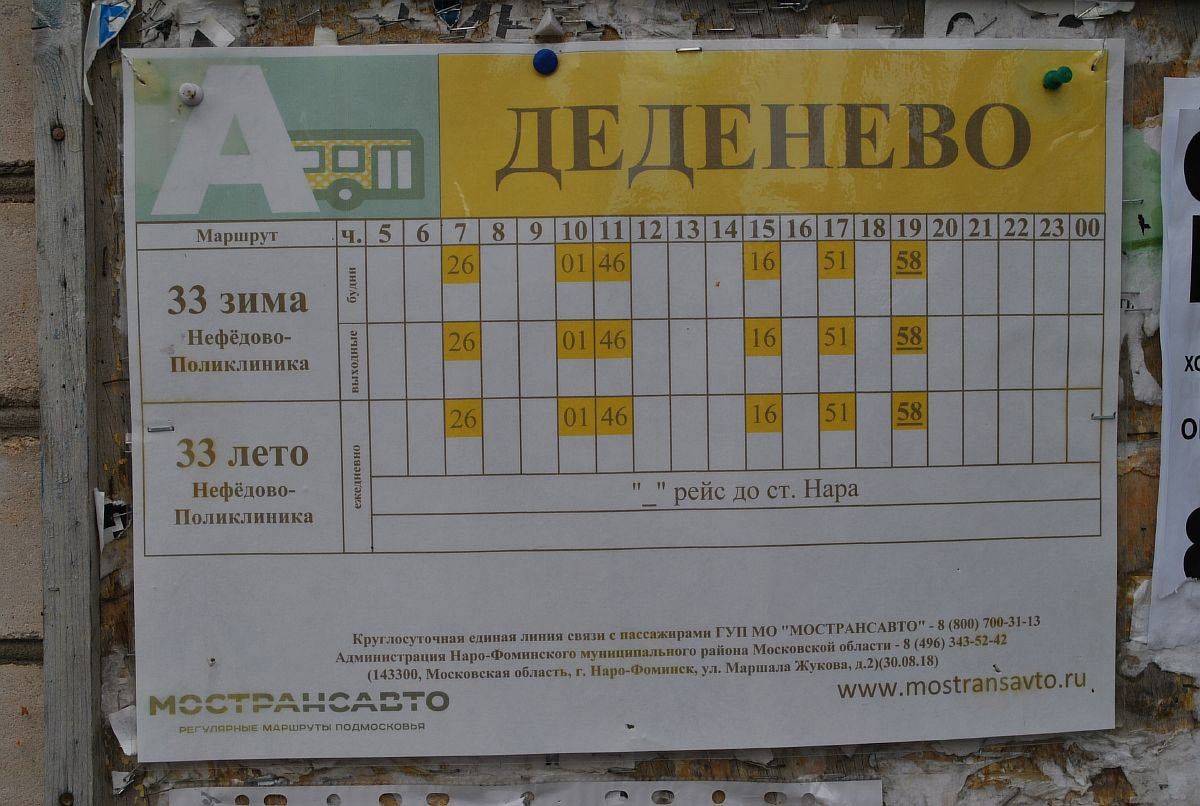 А ДЕДЕНЕВО
Маршрут ч. 5 6 7 8 9 10 11 12 13 14 15 16 17 18 19 20 21 22 23 00
33 зима
Нефёдово-
Поликлиника
будни 26 01 46 16 51 58
выходные 26 01 46 16 51 58
33 лето
Нефёдово-
Поликлиника
ежедневно 26 01 46 16 51 58
"_" рейс до ст. Нара
Круглосуточная единая линия связи с пассажирами ГУП МО "МОСТРАНСАВТО" - 8 (800) 700-31-13
Администрация Наро-Фоминского муниципального района Московской области - 8 (496) 343-52-42
(143300, Московская область, г. Наро-Фоминск, ул. Маршала Жукова, д.2)(30.08.18)
www.mostransavto.ru
МОСТРАНСАВТО
РЕГУЛЯРНЫЕ МАРШРУТЫ ПОДМОСКОВЬЯ